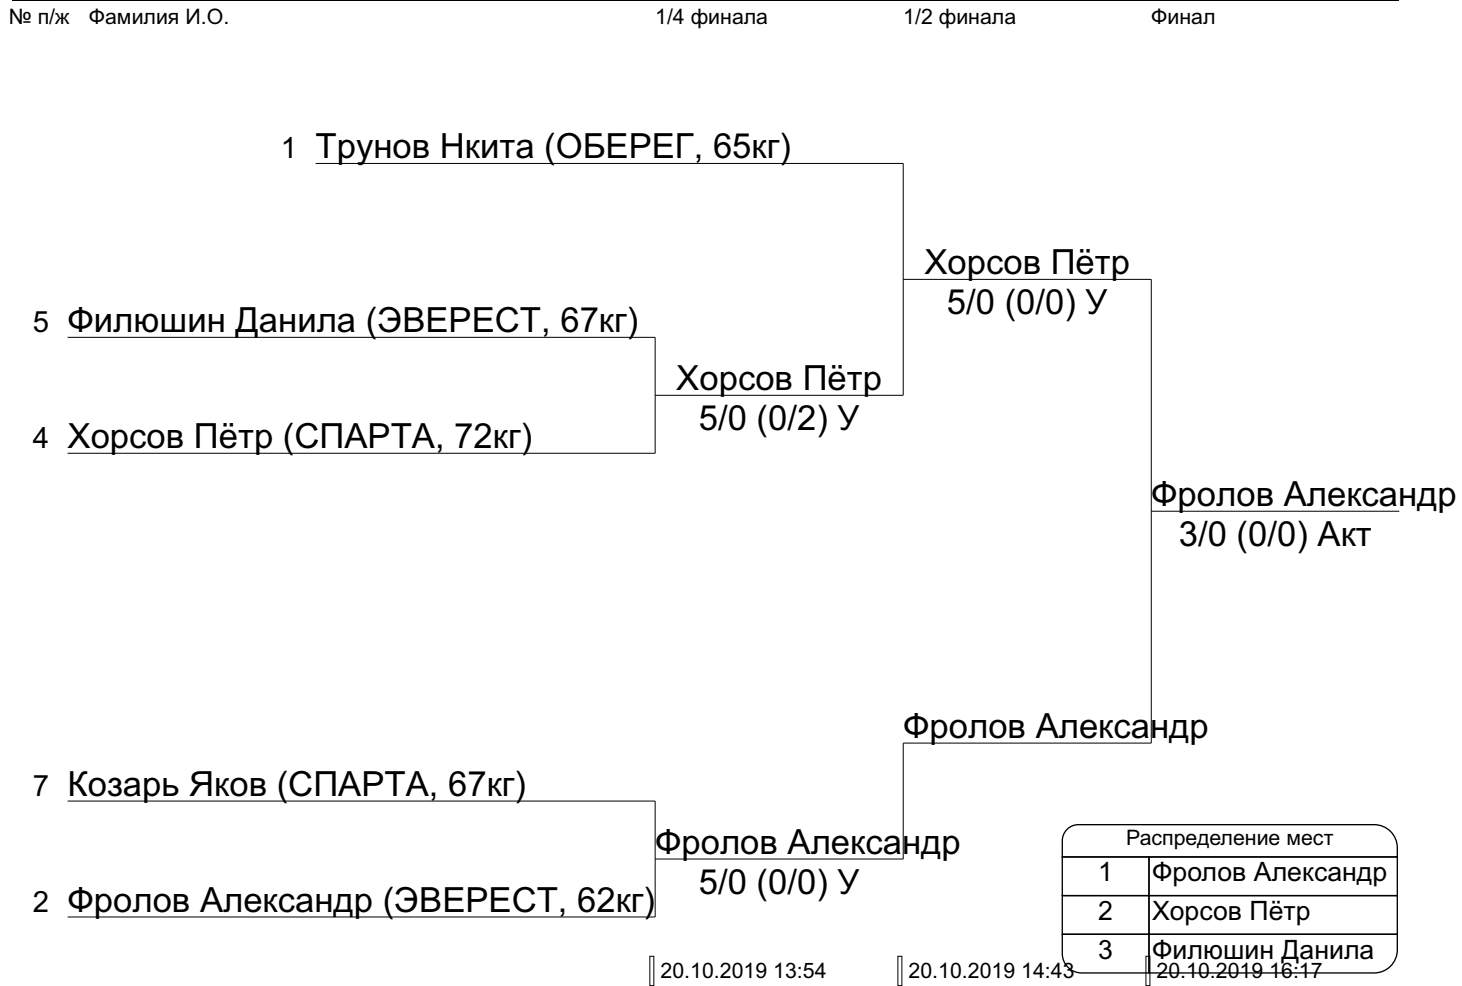 № п/ж Фамилия И.О. 1/4 финала 1/2 финала Финал
1 Трунов Нкита (ОБЕРЕГ, 65кг)
Хорсов Пётр
5/0 (0/0) У
5 Филюшин Данила (ЭВЕРЕСТ, 67кг)
Хорсов Пётр
5/0 (0/2) У
4 Хорсов Пётр (СПАРТА, 72кг)
Фролов Александр
3/0 (0/0) Акт
Фролов Александр
7 Козарь Яков (СПАРТА, 67кг)
Фролов Александр
5/0 (0/0) У
2 Фролов Александр (ЭВЕРЕСТ, 62кг)
Распределение мест
1 Фролов Александр
2 Хорсов Пётр
3 Филюшин Данила
20.10.2019 13:54 20.10.2019 14:43 20.10.2019 16:17